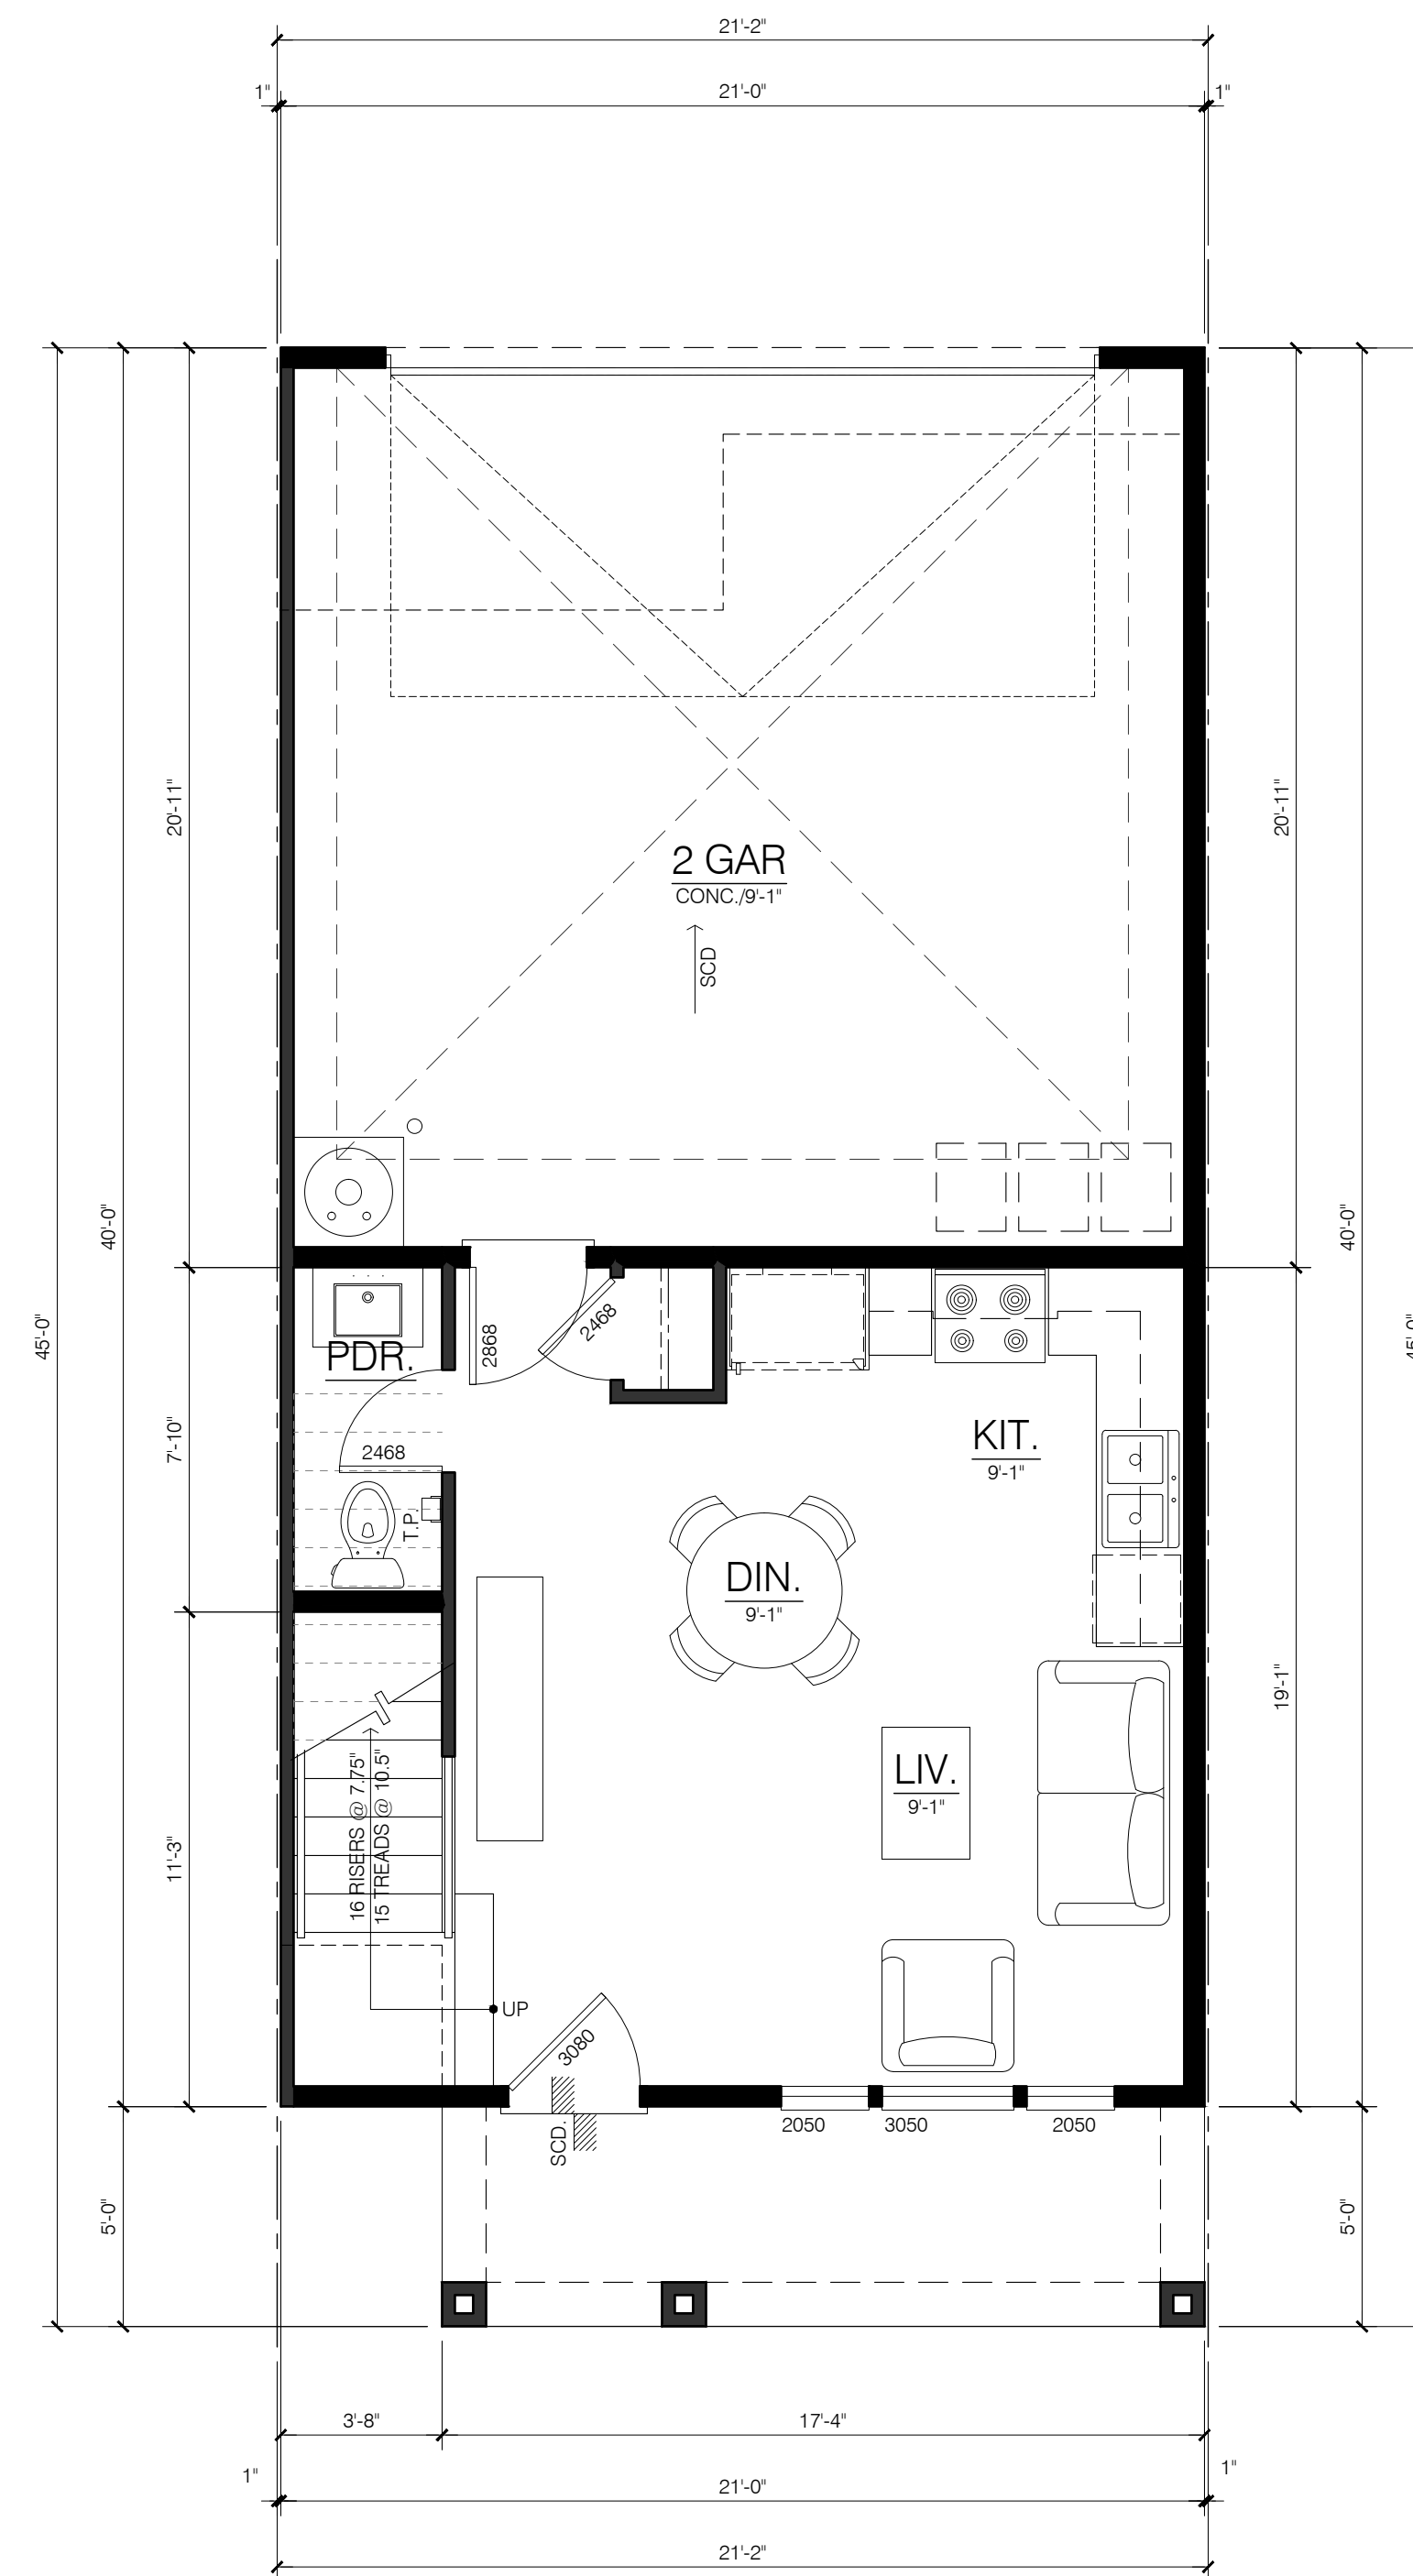 21'-2"
1"
21'-0"
1"
20'-11"
20'-11"
2 GAR
CONC./9'-1"
SCD
40'-0"
40'-0"
45'-0"
45'-0"
2868
2468
PDR.
2468
T.P.
7'-10"
KIT.
9'-1"
DIN.
9'-1"
19'-1"
LIV.
9'-1"
16 RISERS @ 7.75"
15 TREADS @ 10.5"
11'-3"
UP
3080
SCD.
2050
3050
2050
5'-0"
5'-0"
3'-8"
17'-4"
1"
21'-0"
1"
21'-2"